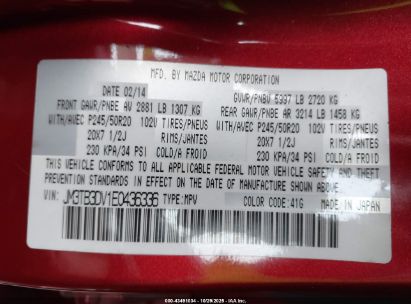 MFD. BY MAZDA MOTOR CORPORATION
DATE 02/14 GVWR/PNBV 5997 LB 2720 KG
FRONT GAWR/PNBE AV 2881 LB 1307 KG REAR GAWR/PNBE AR 3214 LB 1458 KG
WITH/AVEC P245/50R20 102V TIRES/PNEUS WITH/AVEC P245/50R20 102V TIRES/PNEUS
20X7 1/2J RIMS/JANTES 20X7 1/2J RIMS/JANTES
230 KPA/34 PSI COLD/A FROID 230 KPA/34 PSI COLD/A FROID
THIS VEHICLE CONFORMS TO ALL APPLICABLE FEDERAL MOTOR VEHICLE SAFETY AND THEFT
PREVENTION STANDARDS IN EFFECT ON THE DATE OF MANUFACTURE SHOWN ABOVE.
VIN: JM3TB3DV1E0436336 TYPE:MPV COLOR CODE:41G MADE IN JAPAN